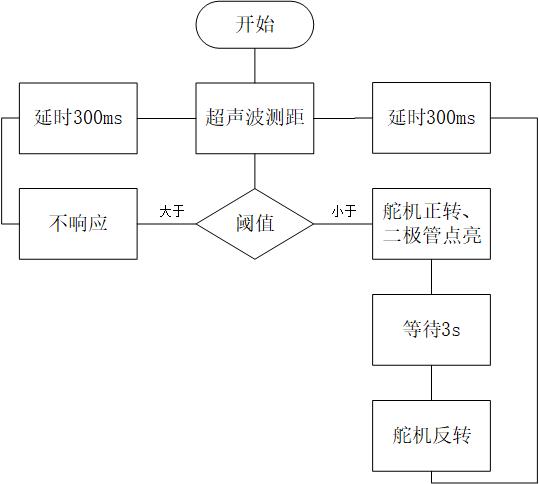 开始
延时300ms
超声波测距
延时300ms
不响应
大于
阈值
小于
舵机正转、
二极管点亮
等待3s
舵机反转